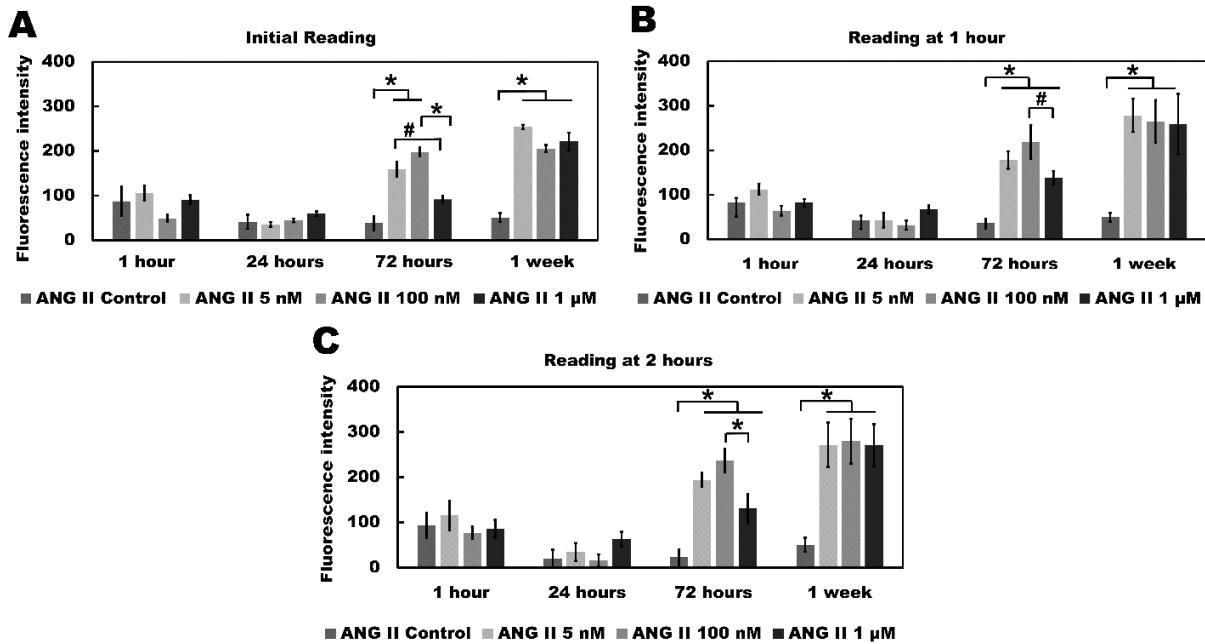 A
Initial Reading
Fluorescence intensity
400
300
200
100
0
*
*
#
*
1 hour 24 hours 72 hours 1 week
ANG II Control ANG II 5 nM ANG II 100 nM ANG II 1 µM
B
Reading at 1 hour
Fluorescence intensity
400
300
200
100
0
*
#
*
1 hour 24 hours 72 hours 1 week
ANG II Control ANG II 5 nM ANG II 100 nM ANG II 1 µM
C
Reading at 2 hours
Fluorescence intensity
400
300
200
100
0
*
*
*
1 hour 24 hours 72 hours 1 week
ANG II Control ANG II 5 nM ANG II 100 nM ANG II 1 µM